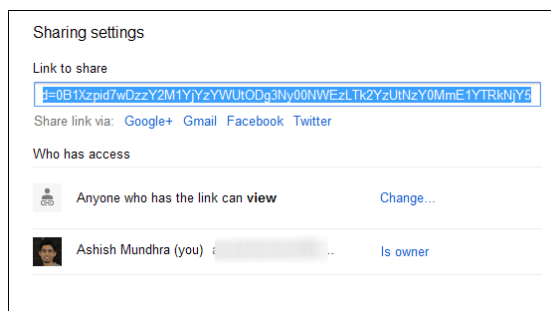 Sharing settings
Link to share
d=0B1Xzpid7wDzzY2M1YjYzYWUtODg3Ny00NWEzLTk2YzUtNzY0MmE1YTRkNjY5
Share link via: Google+ Gmail Facebook Twitter
Who has access
Anyone who has the link can view Change...
Ashish Mundhra (you) Is owner